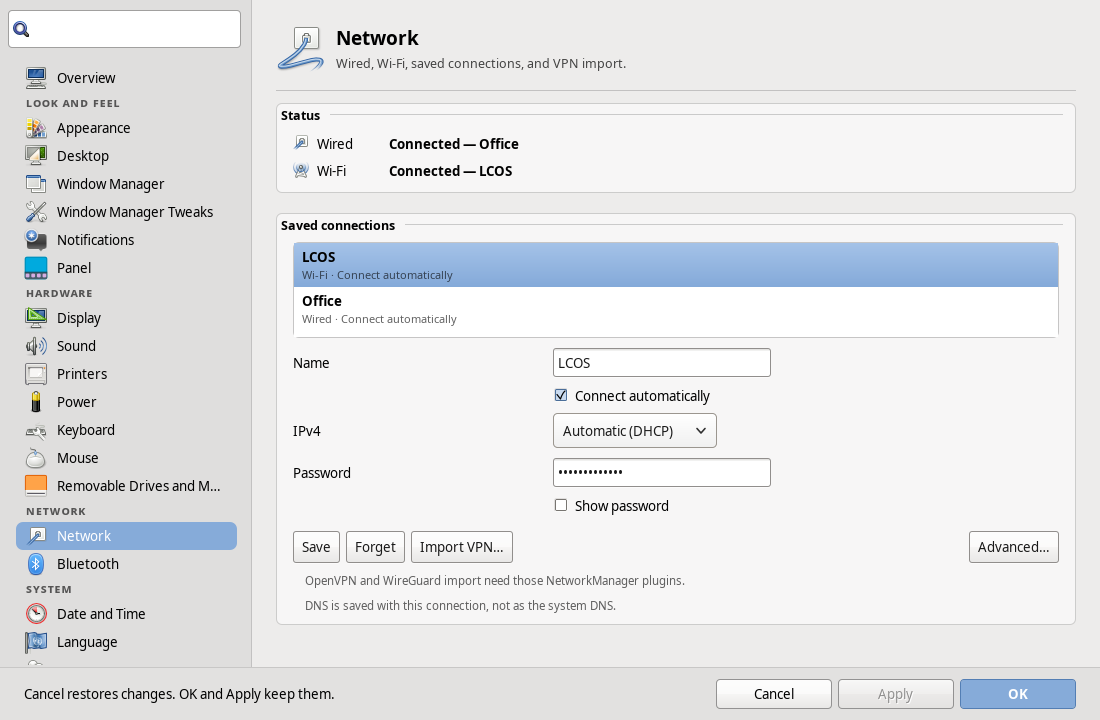 Overview
LOOK AND FEEL
Appearance
Desktop
Window Manager
Window Manager Tweaks
Notifications
Panel
HARDWARE
Display
Sound
Printers
Power
Keyboard
Mouse
Removable Drives and M...
NETWORK
Network
Bluetooth
SYSTEM
Date and Time
Language
Network
Wired, Wi-Fi, saved connections, and VPN import.
Status
Wired Connected — Office
Wi-Fi Connected — LCOS
Saved connections
LCOS
Wi-Fi · Connect automatically
Office
Wired · Connect automatically
Name LCOS
Connect automatically
IPv4 Automatic (DHCP)
Password •••••••••••••
Show password
Save Forget Import VPN... Advanced...
OpenVPN and WireGuard import need those NetworkManager plugins.
DNS is saved with this connection, not as the system DNS.
Cancel restores changes. OK and Apply keep them.
Cancel Apply OK